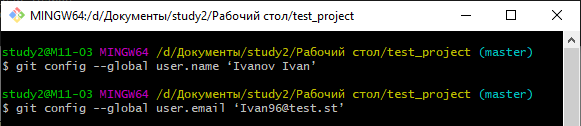 MINGW64:/d/Документы/study2/Рабочий стол/test_project
study2@M11-03 MINGW64 /d/Документы/study2/Рабочий стол/test_project (master)
$ git config --global user.name ‘Ivanov Ivan’
study2@M11-03 MINGW64 /d/Документы/study2/Рабочий стол/test_project (master)
$ git config --global user.email ‘Ivan96@test.st’